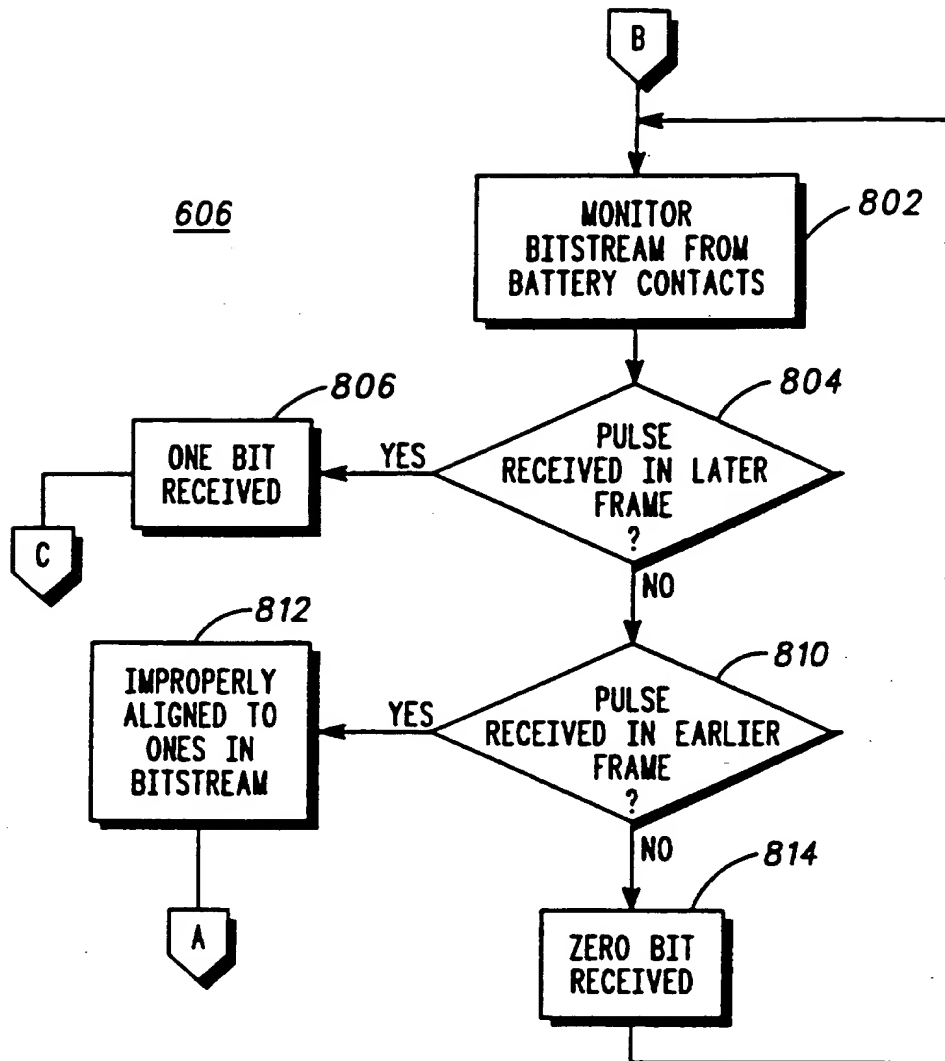 B
606
MONITOR
BITSTREAM FROM
BATTERY CONTACTS
802
804
PULSE
RECEIVED IN LATER
FRAME
?
YES
806
ONE BIT
RECEIVED
C
NO
810
PULSE
RECEIVED IN EARLIER
FRAME
?
YES
812
IMPROPERLY
ALIGNED TO
ONES IN
BITSTREAM
A
NO
814
ZERO BIT
RECEIVED